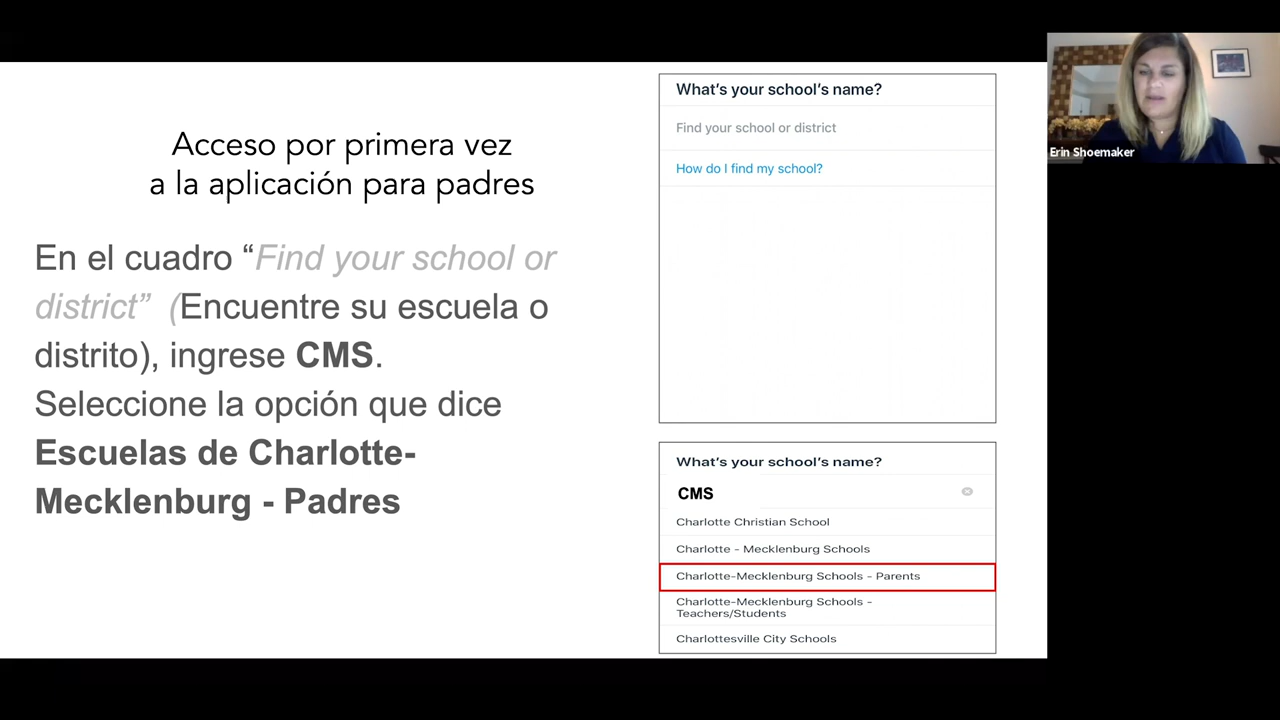 Acceso por primera vez
a la aplicación para padres
En el cuadro “Find your school or
district” (Encuentre su escuela o
distrito), ingrese CMS.
Seleccione la opción que dice
Escuelas de Charlotte-
Mecklenburg - Padres
What’s your school’s name?
Find your school or district
How do I find my school?
What’s your school’s name?
CMS
Charlotte Christian School
Charlotte - Mecklenburg Schools
Charlotte-Mecklenburg Schools - Parents
Charlotte-Mecklenburg Schools -
Teachers/Students
Charlottesville City Schools
Erin Shoemaker